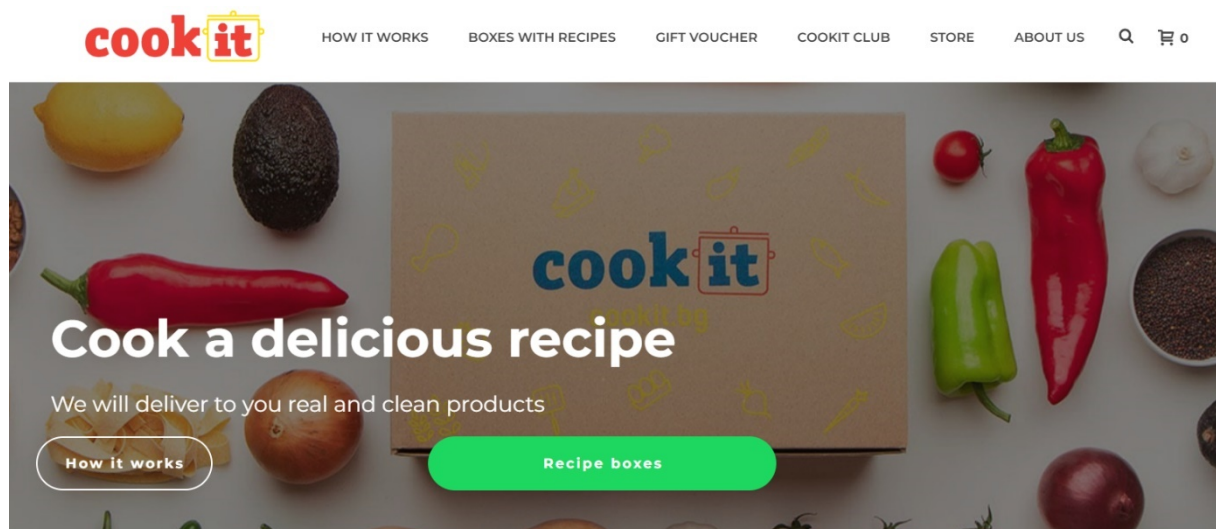 cook it
HOW IT WORKS BOXES WITH RECIPES GIFT VOUCHER COOKIT CLUB STORE ABOUT US 0
cook it
cookit.bg
Cook a delicious recipe
We will deliver to you real and clean products
How it works Recipe boxes